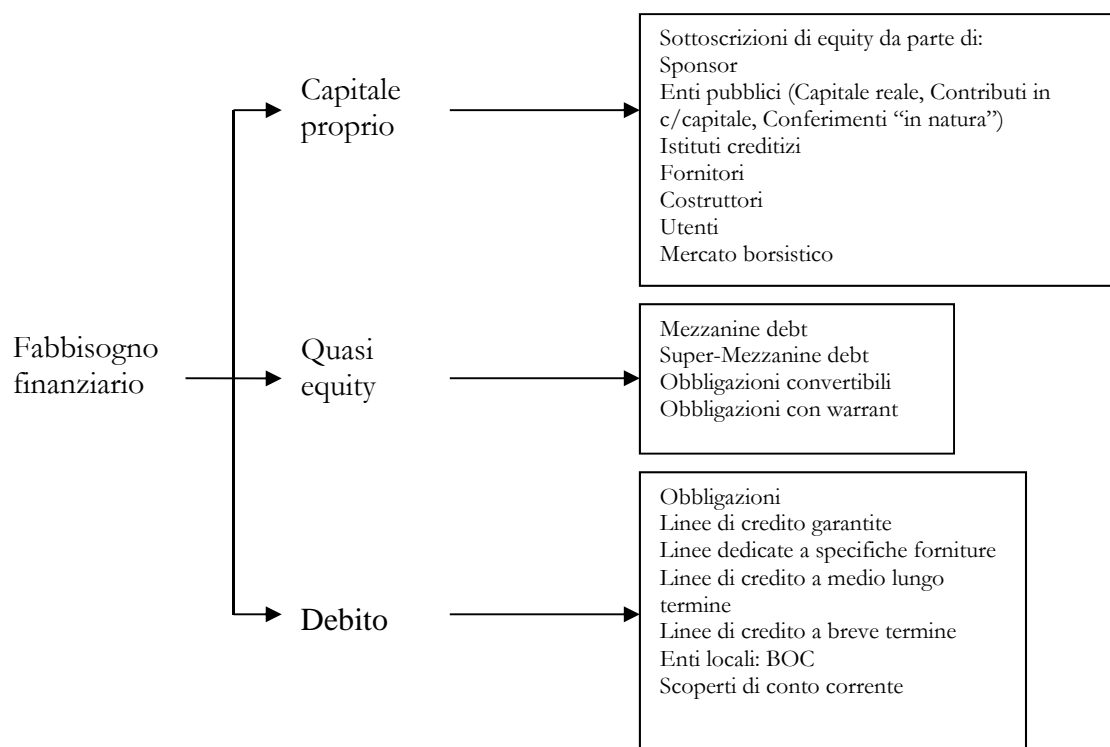 Fabbisogno
finanziario
Capitale
proprio
Sottoscrizioni di equity da parte di:
Sponsor
Enti pubblici (Capitale reale, Contributi in
c/capitale, Conferimenti “in natura”)
Istituti creditizi
Fornitori
Costruttori
Utenti
Mercato borsistico
Quasi
equity
Mezzanine debt
Super-Mezzanine debt
Obbligazioni convertibili
Obbligazioni con warrant
Debito
Obbligazioni
Linee di credito garantite
Linee dedicate a specifiche forniture
Linee di credito a medio lungo
termine
Linee di credito a breve termine
Enti locali: BOC
Scoperti di conto corrente